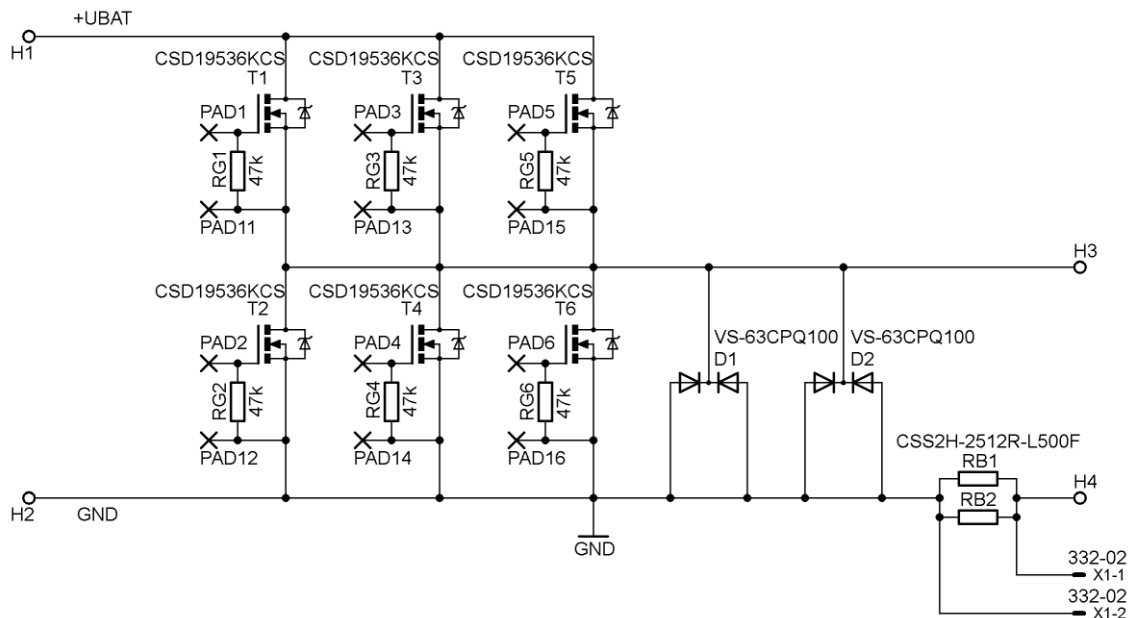 +UBAT
H1
CSD19536KCS
T1
CSD19536KCS
T3
CSD19536KCS
T5
PAD1
PAD3
PAD5
RG1
47k
RG3
47k
RG5
47k
PAD11
PAD13
PAD15
H3
CSD19536KCS
T2
CSD19536KCS
T4
CSD19536KCS
T6
PAD2
PAD4
PAD6
VS-63CPQ100
D1
VS-63CPQ100
D2
RG2
47k
RG4
47k
RG6
47k
PAD12
PAD14
PAD16
CSS2H-2512R-L500F
RB1
H4
RB2
H2
GND
GND
332-02
X1-1
332-02
X1-2